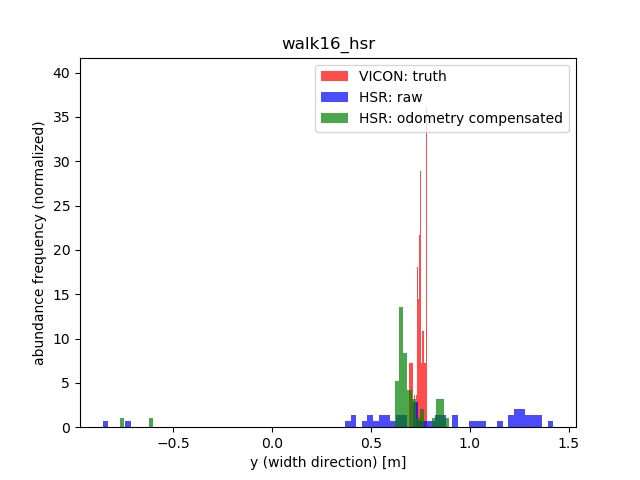 walk16_hsr
VICON: truth
HSR: raw
HSR: odometry compensated
abundance frequency (normalized)
40
35
30
25
20
15
10
5
0
−0.5
0.0
0.5
1.0
1.5
y (width direction) [m]